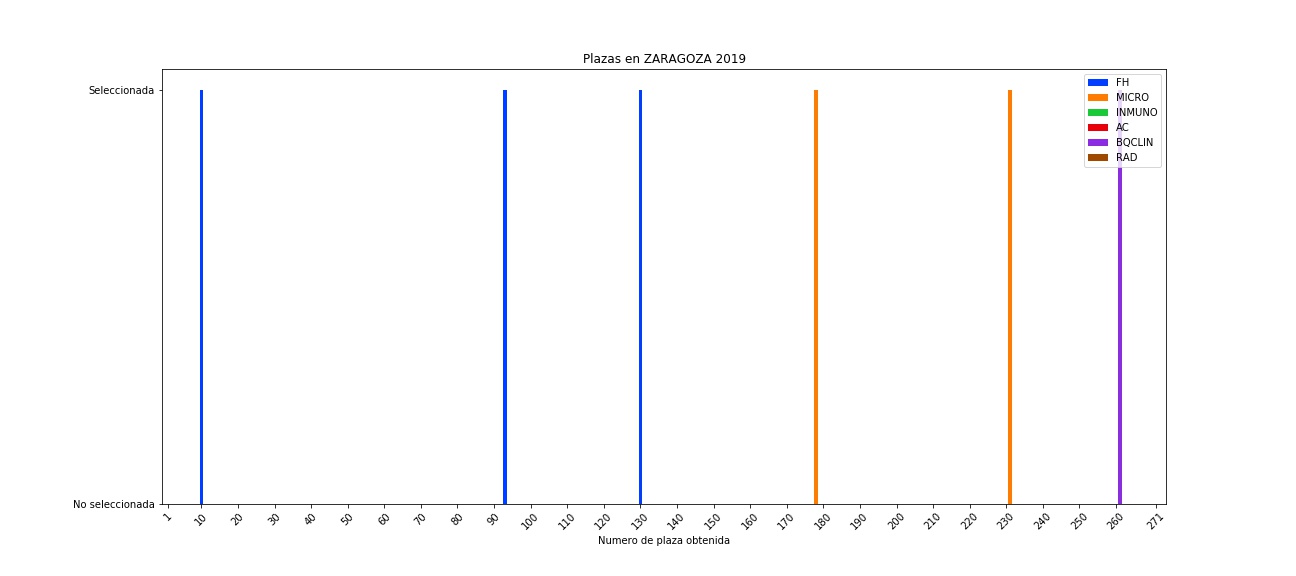 Plazas en ZARAGOZA 2019
Seleccionada
No seleccionada
FH
MICRO
INMUNO
AC
BQCLIN
RAD
1 10 20 30 40 50 60 70 80 90 100 110 120 130 140 150 160 170 180 190 200 210 220 230 240 250 260 271
Numero de plaza obtenida